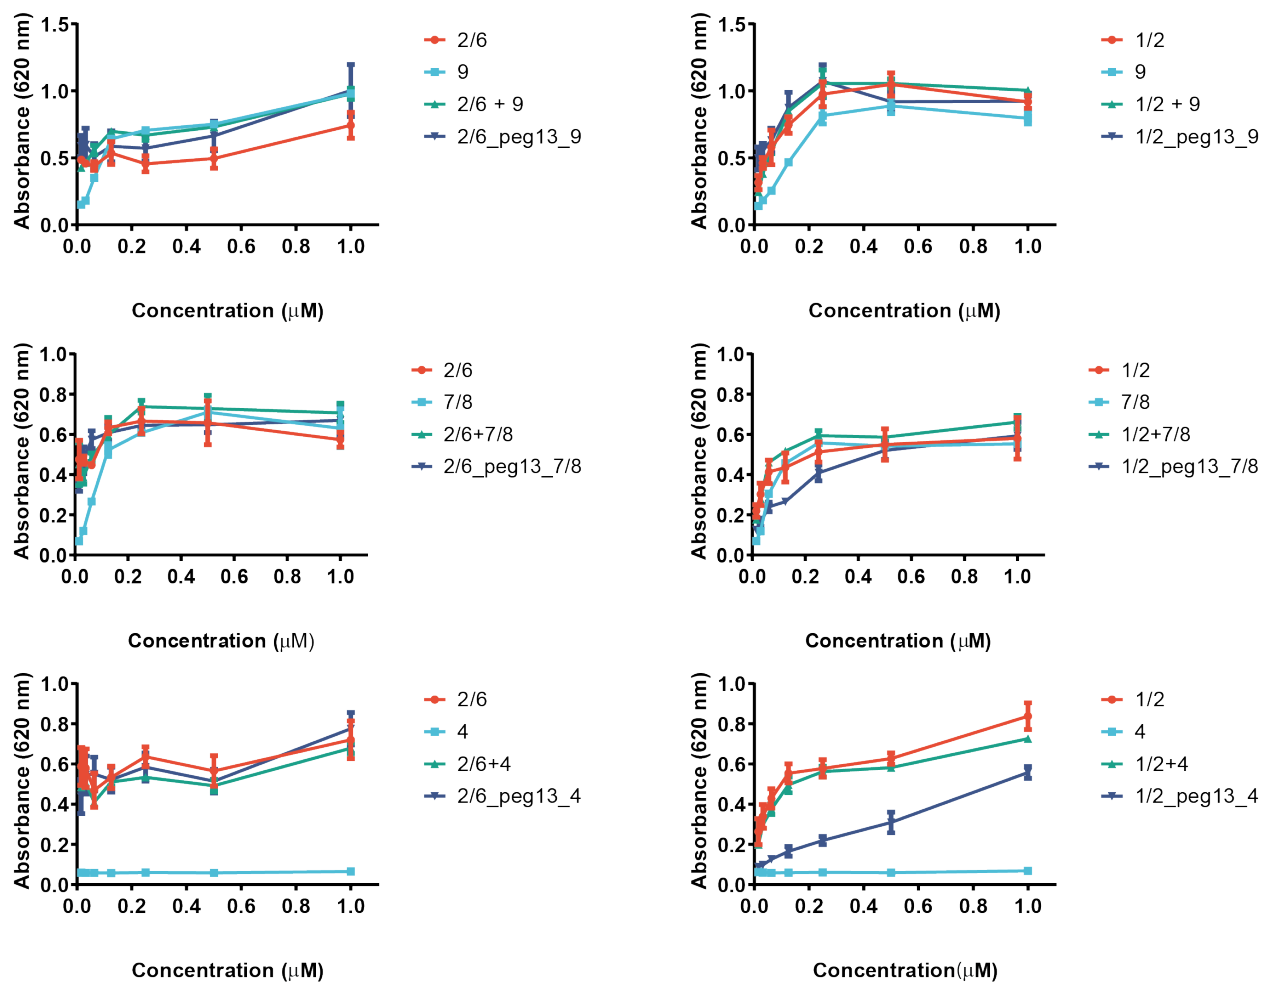 Absorbance (620 nm)
1.5
1.0
0.5
0.0
0.0 0.2 0.4 0.6 0.8 1.0
Concentration (μM)
2/6
9
2/6 + 9
2/6_peg13_9
Absorbance (620 nm)
1.5
1.0
0.5
0.0
0.0 0.2 0.4 0.6 0.8 1.0
Concentration (μM)
1/2
9
1/2 + 9
1/2_peg13_9
Absorbance (620 nm)
1.0
0.8
0.6
0.4
0.2
0.0
0.0 0.2 0.4 0.6 0.8 1.0
Concentration (μM)
2/6
7/8
2/6+7/8
2/6_peg13_7/8
Absorbance (620 nm)
1.0
0.8
0.6
0.4
0.2
0.0
0.0 0.2 0.4 0.6 0.8 1.0
Concentration (μM)
1/2
7/8
1/2+7/8
1/2_peg13_7/8
Absorbance (620 nm)
1.0
0.8
0.6
0.4
0.2
0.0
0.0 0.2 0.4 0.6 0.8 1.0
Concentration (μM)
2/6
4
2/6+4
2/6_peg13_4
Absorbance (620 nm)
1.0
0.8
0.6
0.4
0.2
0.0
0.0 0.2 0.4 0.6 0.8 1.0
Concentration(μM)
1/2
4
1/2+4
1/2_peg13_4